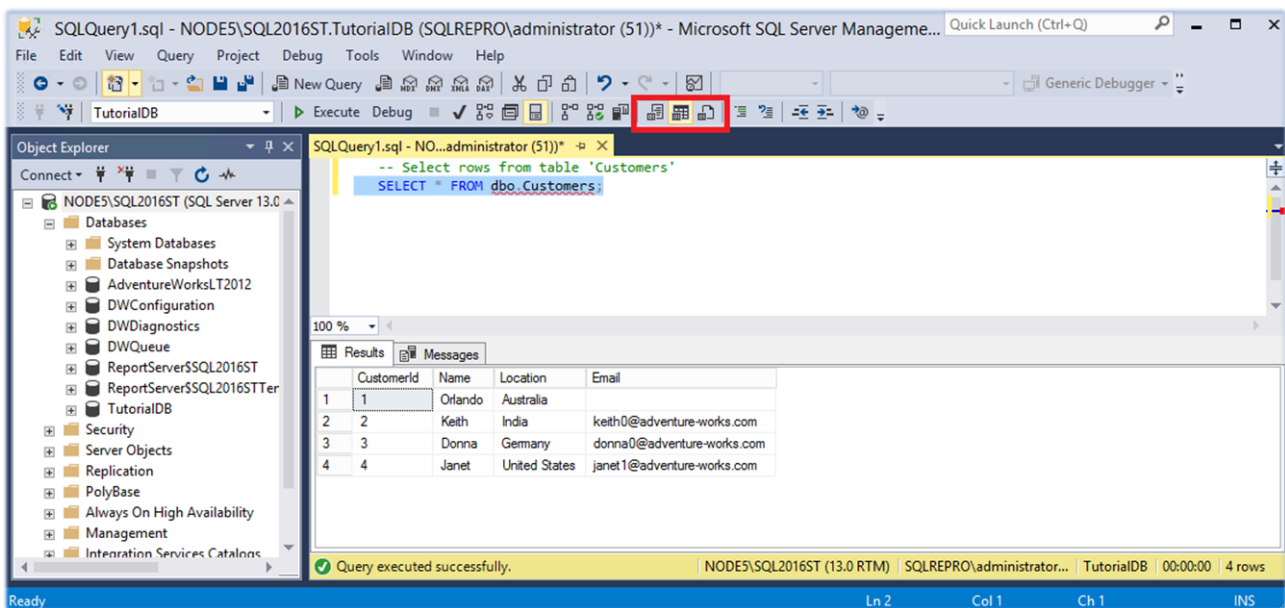 SQLQuery1.sql - NODE5\SQL2016ST.TutorialDB (SQLREPRO\administrator (51))* - Microsoft SQL Server Manageme... Quick Launch (Ctrl+Q)
File Edit View Query Project Debug Tools Window Help
New Query MDX DMX XMLA DAX Generic Debugger
TutorialDB Execute Debug
Object Explorer
Connect
NODE5\SQL2016ST (SQL Server 13.0
Databases
System Databases
Database Snapshots
AdventureWorksLT2012
DWConfiguration
DWDiagnostics
DWQueue
ReportServer$SQL2016ST
ReportServer$SQL2016STTer
TutorialDB
Security
Server Objects
Replication
PolyBase
Always On High Availability
Management
Integration Services Catalogs
SQLQuery1.sql - NO...administrator (51))*
-- Select rows from table 'Customers'
SELECT * FROM dbo.Customers;
100 %
Results Messages
CustomerId Name Location Email
1 1 Orlando Australia
2 2 Keith India keith0@adventure-works.com
3 3 Donna Germany donna0@adventure-works.com
4 4 Janet United States janet1@adventure-works.com
Query executed successfully. NODE5\SQL2016ST (13.0 RTM) SQLREPRO\administrator... TutorialDB 00:00:00 4 rows
Ready Ln 2 Col 1 Ch 1 INS